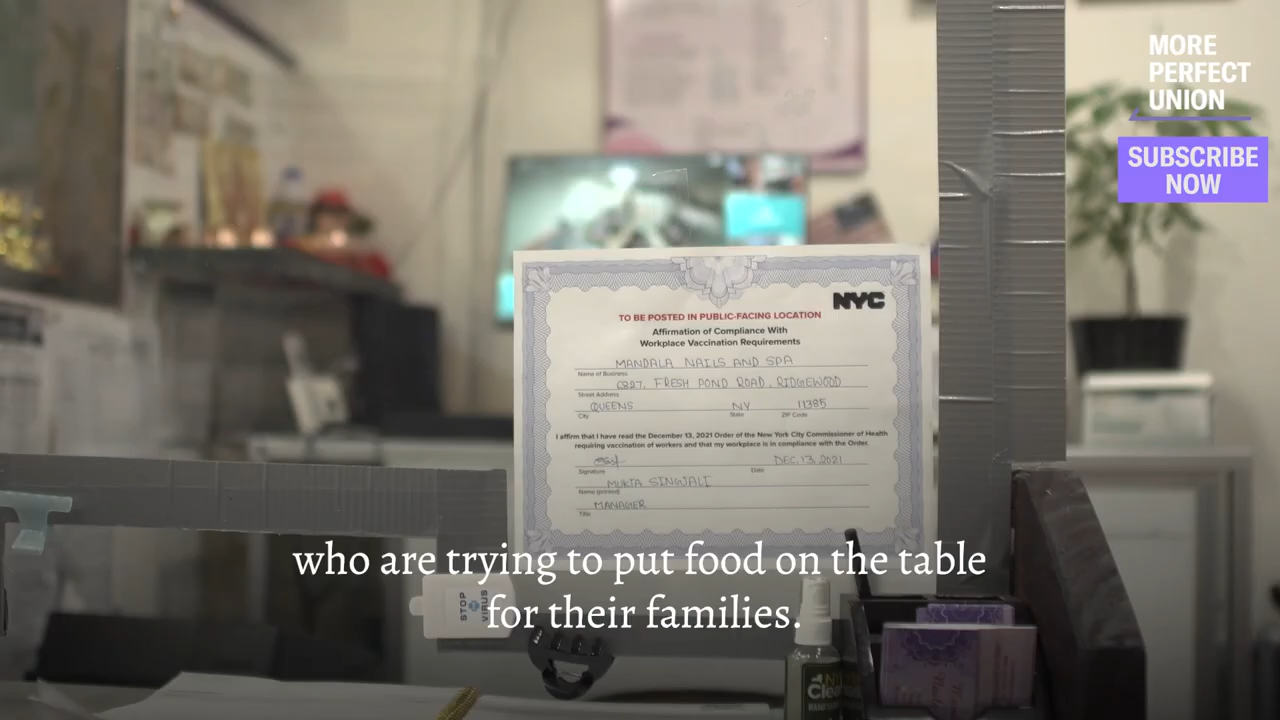 MORE
PERFECT
UNION
SUBSCRIBE
NOW
NYC
TO BE POSTED IN PUBLIC-FACING LOCATION
Affirmation of Compliance With
Workplace Vaccination Requirements
MANDALA NAILS AND SPA
Name of Business
6827, FRESH POND ROAD, RIDGEWOOD
Street Address
QUEENS NY 11385
City State ZIP Code
I affirm that I have read the December 13, 2021 Order of the New York City Commissioner of Health
requiring vaccination of workers and that my workplace is in compliance with the Order.
DEC, 13, 2021
Signature Date
MUKTA SINGJALI
Name (printed)
MANAGER
Title
who are trying to put food on the table
for their families.
STOP
VIRUS
NY
Clean